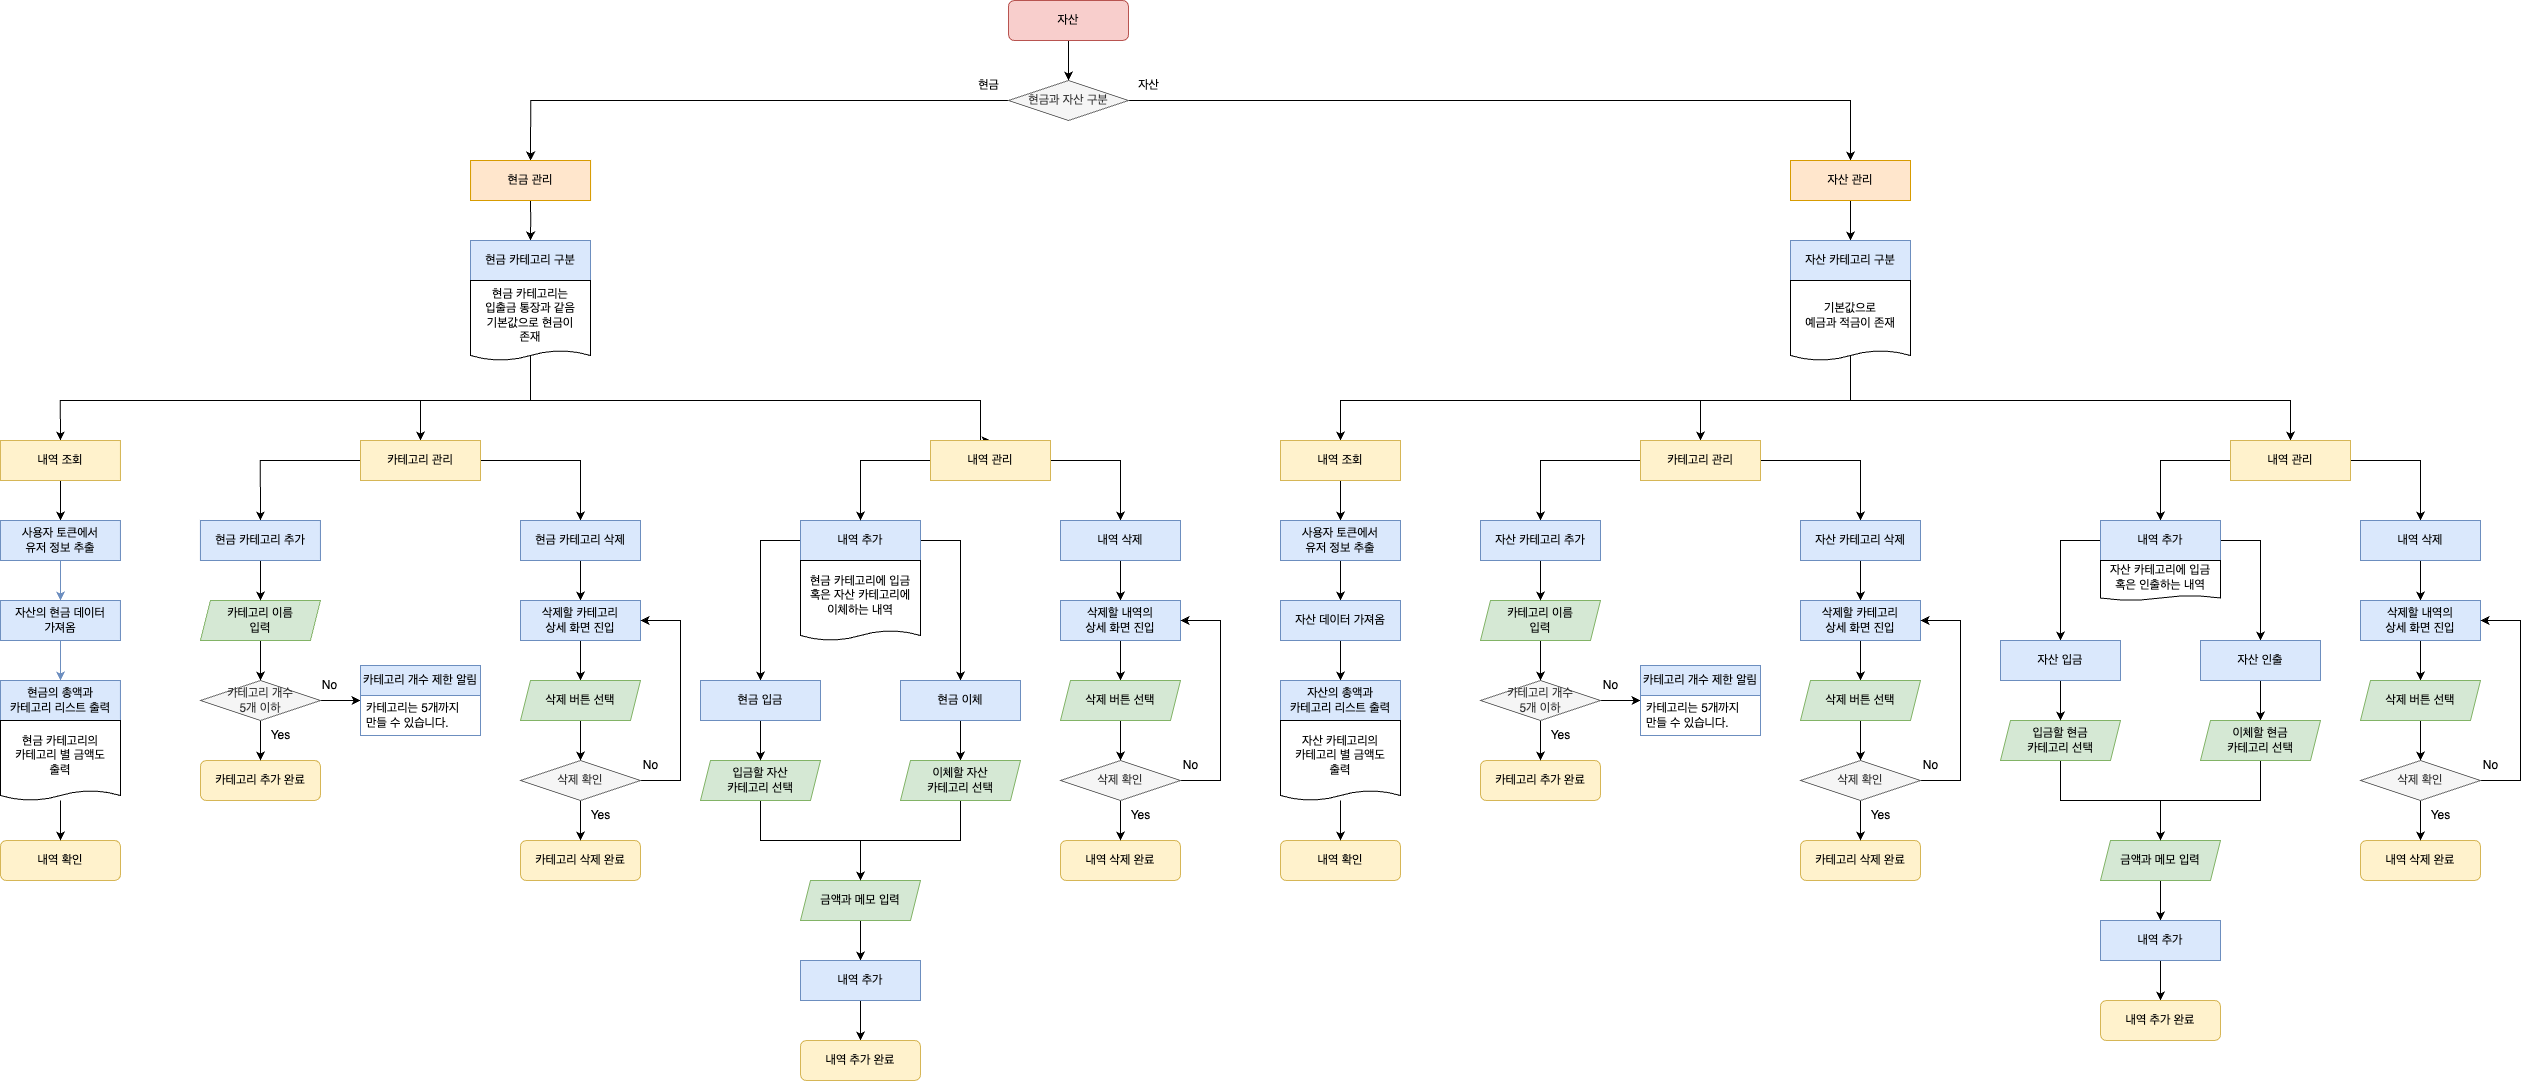 자산
현금
자산
현금과 자산 구분
현금 관리
자산 관리
현금 카테고리 구분
현금 카테고리는
입출금 통장과 같음
기본값으로 현금이
존재
자산 카테고리 구분
기본값으로
예금과 적금이 존재
내역 조회
사용자 토큰에서
유저 정보 추출
자산의 현금 데이터
가져옴
현금의 총액과
카테고리 리스트 출력
현금 카테고리의
카테고리 별 금액도
출력
내역 확인
카테고리 관리
현금 카테고리 추가
카테고리 이름
입력
카테고리 개수
5개 이하
No
카테고리 개수 제한 알림
카테고리는 5개까지
만들 수 있습니다.
Yes
카테고리 추가 완료
현금 카테고리 삭제
삭제할 카테고리
상세 화면 진입
삭제 버튼 선택
삭제 확인
No
Yes
카테고리 삭제 완료
내역 관리
내역 추가
현금 카테고리에 입금
혹은 자산 카테고리에
이체하는 내역
현금 입금
현금 이체
입금할 자산
카테고리 선택
이체할 자산
카테고리 선택
금액과 메모 입력
내역 추가
내역 추가 완료
내역 삭제
삭제할 내역의
상세 화면 진입
삭제 버튼 선택
삭제 확인
No
Yes
내역 삭제 완료
내역 조회
사용자 토큰에서
유저 정보 추출
자산 데이터 가져옴
자산의 총액과
카테고리 리스트 출력
자산 카테고리의
카테고리 별 금액도
출력
내역 확인
카테고리 관리
자산 카테고리 추가
카테고리 이름
입력
카테고리 개수
5개 이하
No
카테고리 개수 제한 알림
카테고리는 5개까지
만들 수 있습니다.
Yes
카테고리 추가 완료
자산 카테고리 삭제
삭제할 카테고리
상세 화면 진입
삭제 버튼 선택
삭제 확인
No
Yes
카테고리 삭제 완료
내역 관리
내역 추가
자산 카테고리에 입금
혹은 인출하는 내역
자산 입금
자산 인출
입금할 현금
카테고리 선택
이체할 현금
카테고리 선택
금액과 메모 입력
내역 추가
내역 추가 완료
내역 삭제
삭제할 내역의
상세 화면 진입
삭제 버튼 선택
삭제 확인
No
Yes
내역 삭제 완료